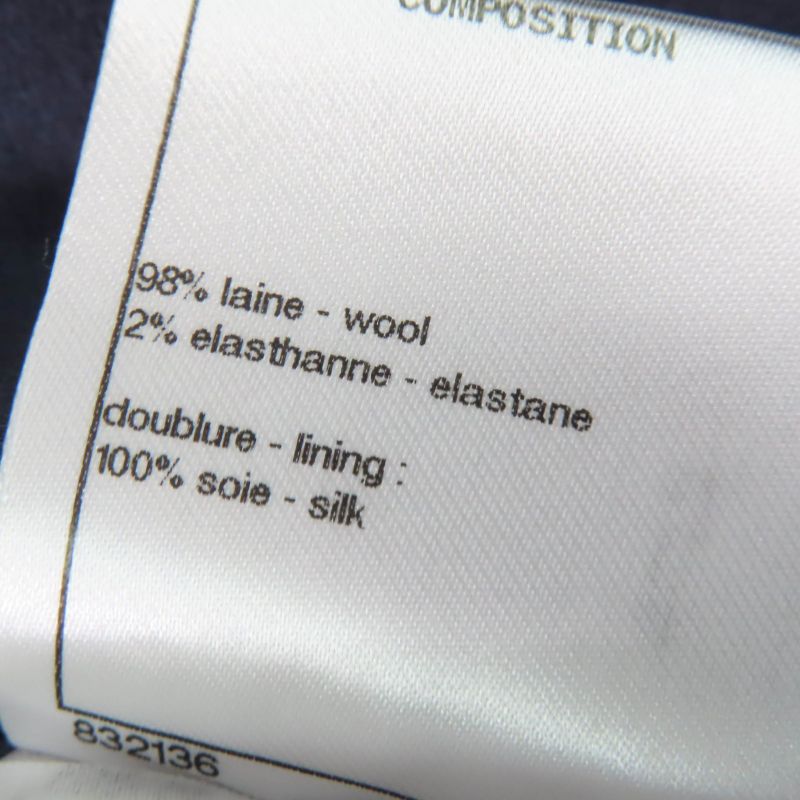 COMPOSITION
98% laine - wool
2% elasthanne - elastane
doublure - lining :
100% soie - silk
832136